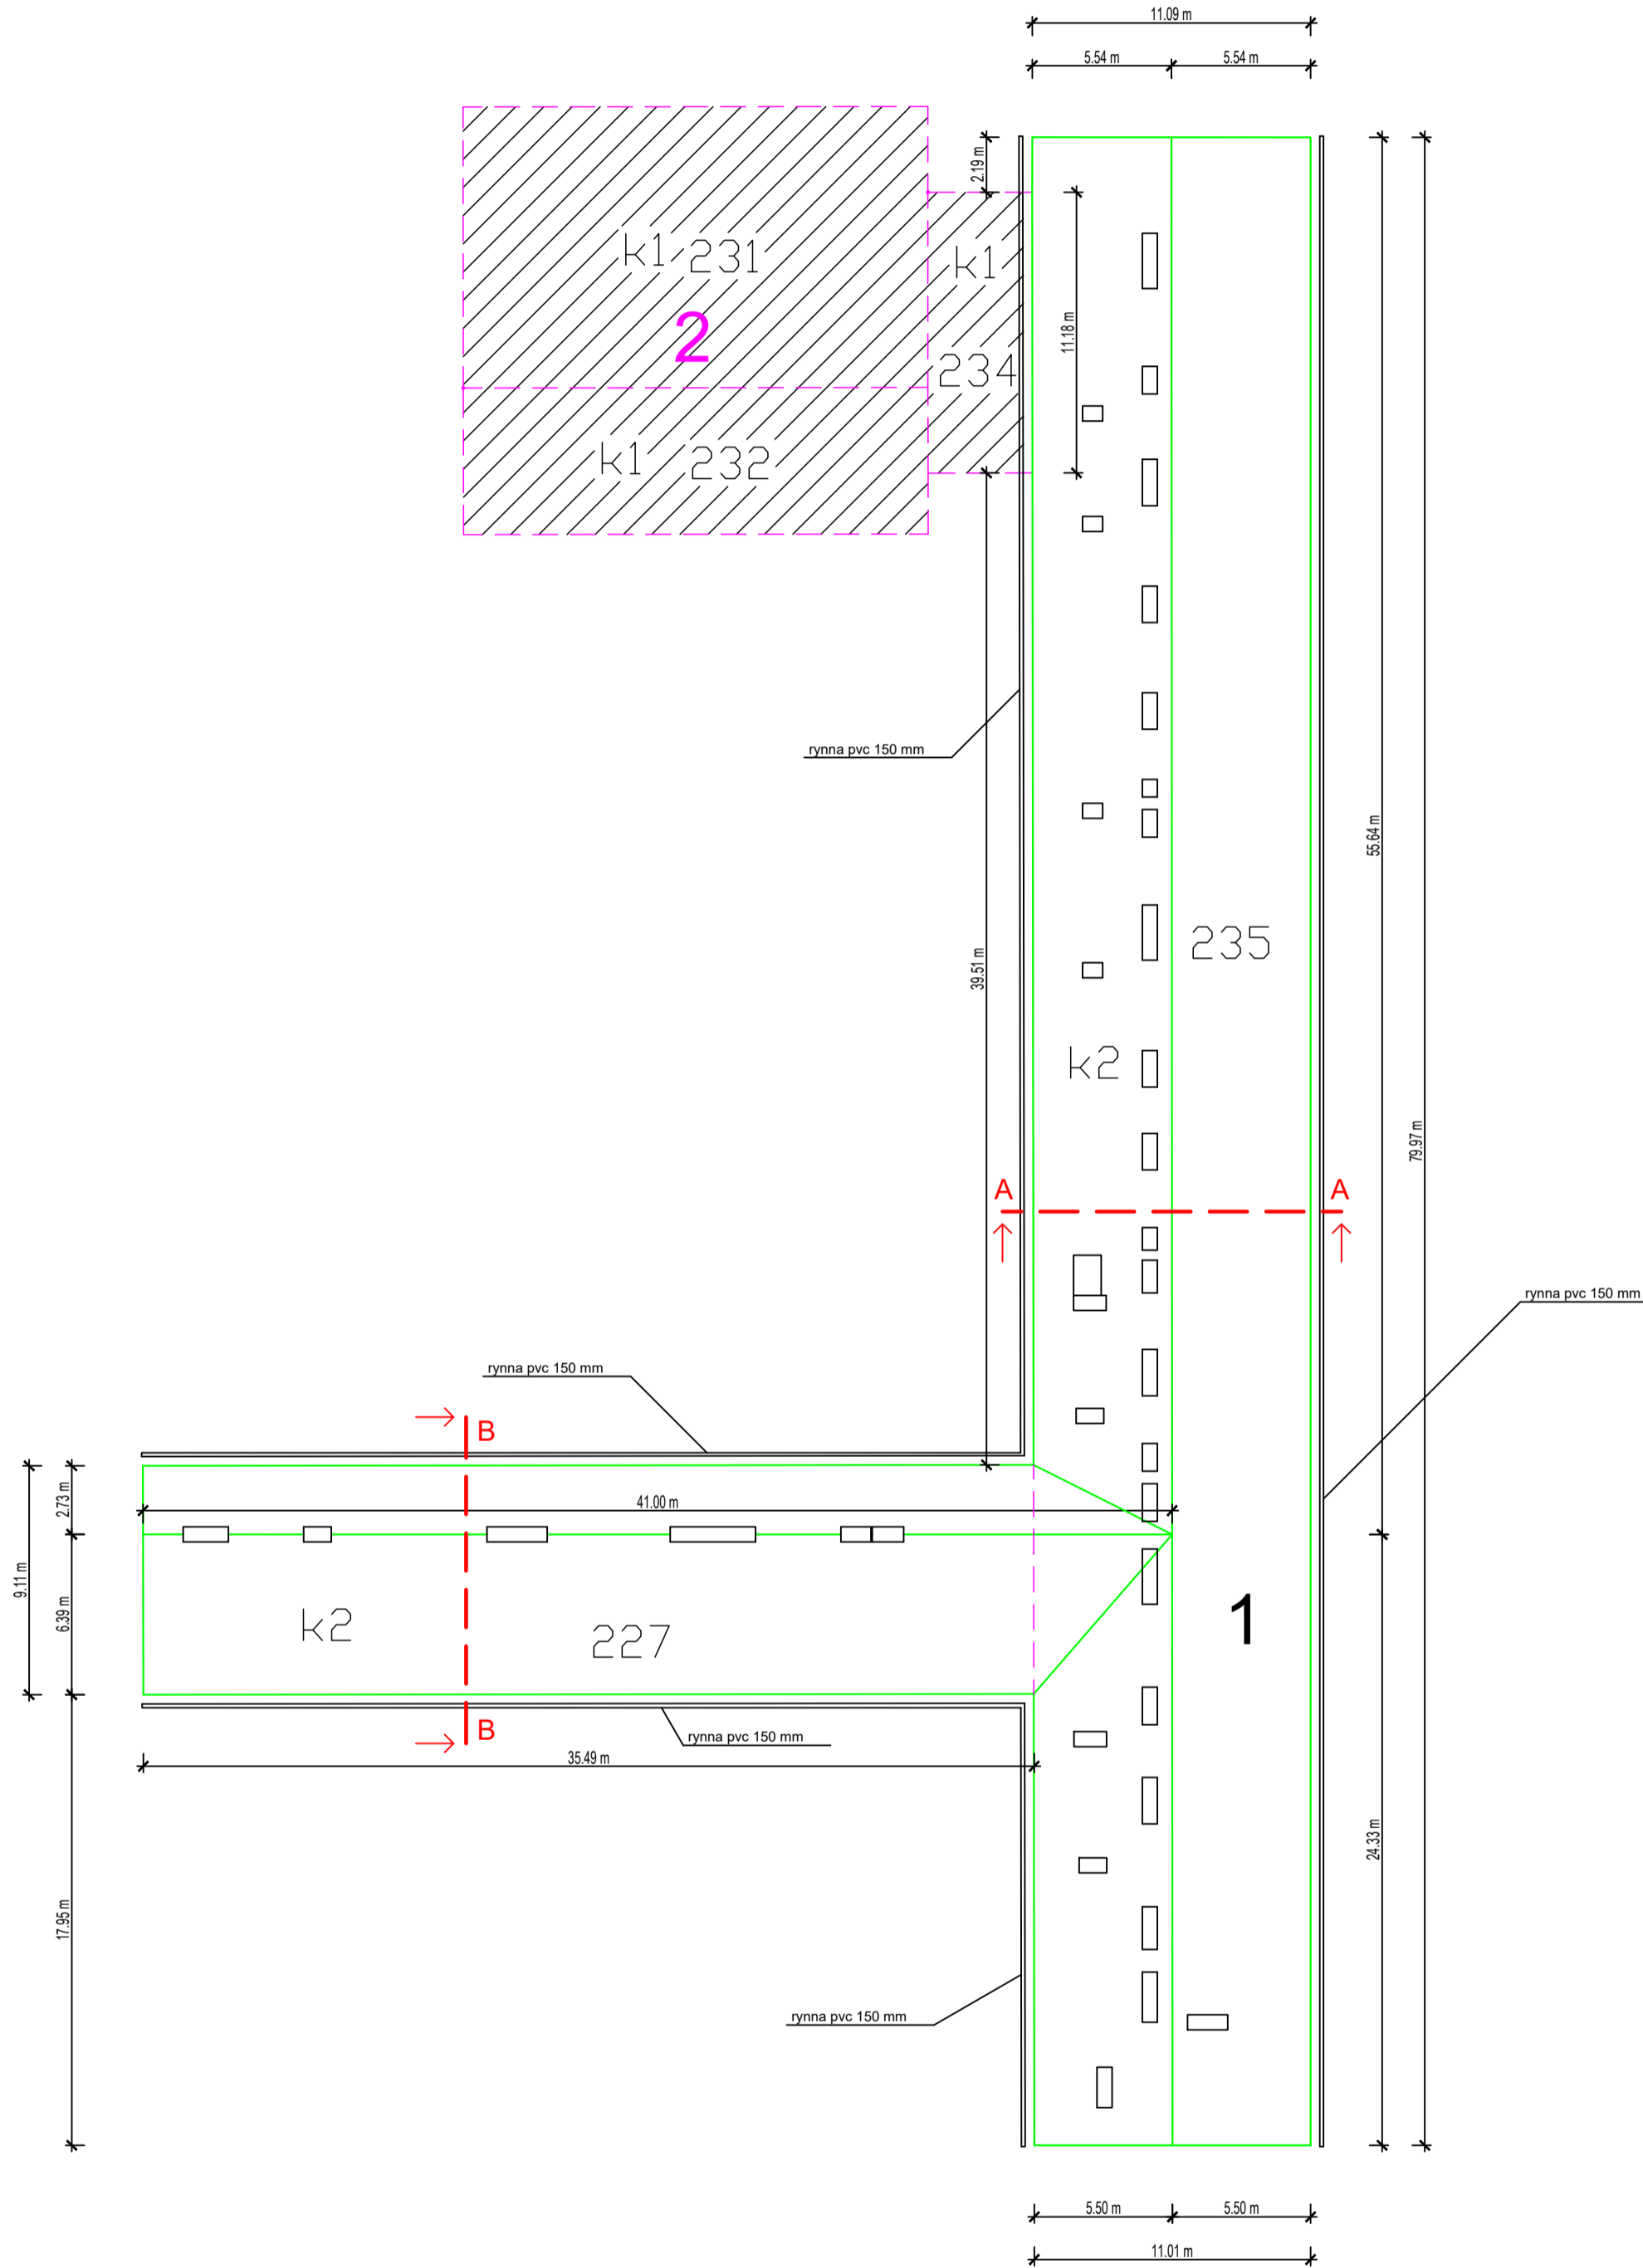 11.09 m
5.54 m
5.54 m
2.19 m
k1 231
k1
2
11.18 m
234
k1 232
rynna pvc 150 mm
55.64 m
235
39.51 m
k2
79.97 m
A
A
rynna pvc 150 mm
rynna pvc 150 mm
B
2.73 m
41.00 m
9.11 m
6.39 m
k2
227
1
B
rynna pvc 150 mm
35.49 m
24.33 m
17.95 m
rynna pvc 150 mm
5.50 m
5.50 m
11.01 m